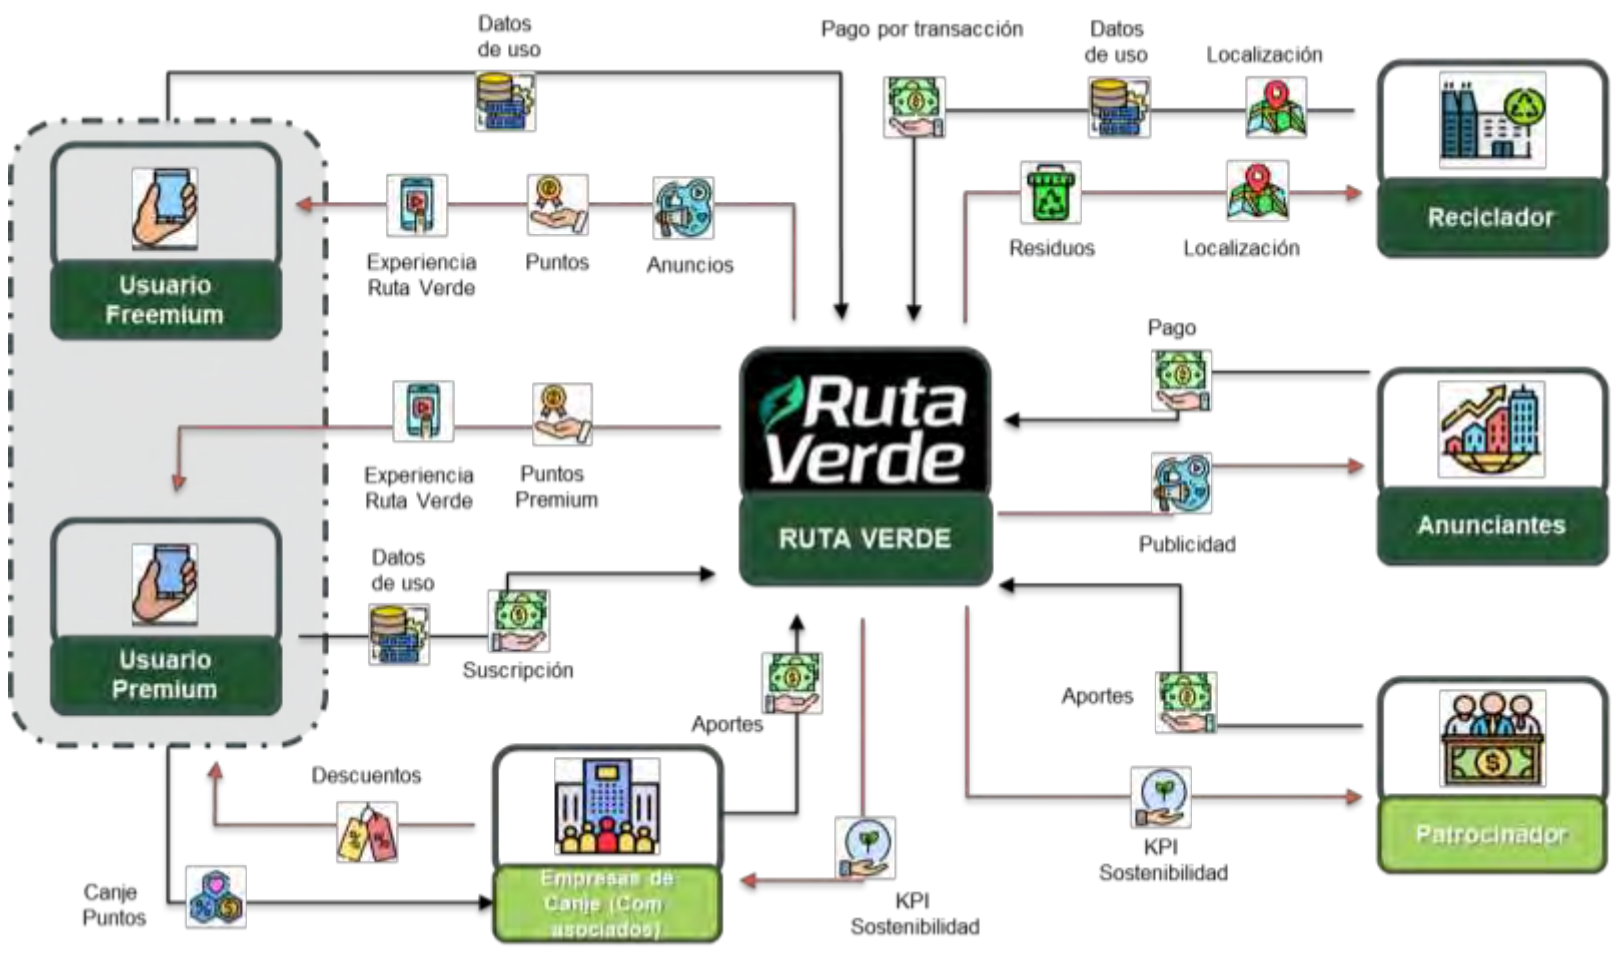 Datos
de uso
Pago por transacción
Datos
de uso
Localización
Usuario
Freemium
Experiencia
Ruta Verde
Puntos
Anuncios
Residuos
Localización
Reciclador
Pago
Experiencia
Ruta Verde
Puntos
Premium
Ruta
Verde
RUTA VERDE
Publicidad
Anunciantes
Datos
de uso
Suscripción
Usuario
Premium
Aportes
Aportes
Descuentos
KPI
Sostenibilidad
Patrocinador
Canje
Puntos
Empresas de
Canje (Com
asociados)
KPI
Sostenibilidad